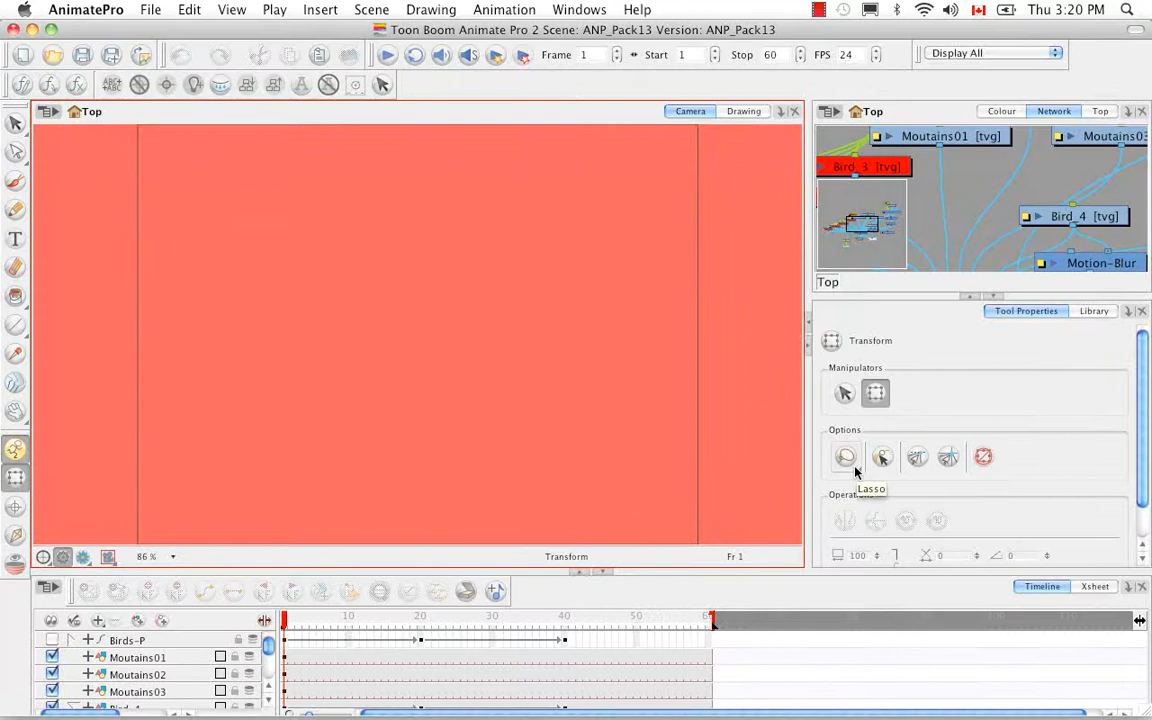 AnimatePro File Edit View Play Insert Scene Drawing Animation Windows Help Thu 3:20 PM
Toon Boom Animate Pro 2 Scene: ANP_Pack13 Version: ANP_Pack13
Frame 1 Start 1 Stop 60 FPS 24 Display All
Top Camera Drawing
Top Colour Network Top
Moutains01 [tvg] Moutains03
Bird_3 [tvg]
Bird_4 [tvg]
Motion-Blur
Top
Tool Properties Library
Transform
Manipulators
Options
Lasso
Operation
100 0 0
86 % Transform Fr 1
Timeline Xsheet
10 20 30 40 50
Birds-P
Moutains01
Moutains02
Moutains03
Bird_4